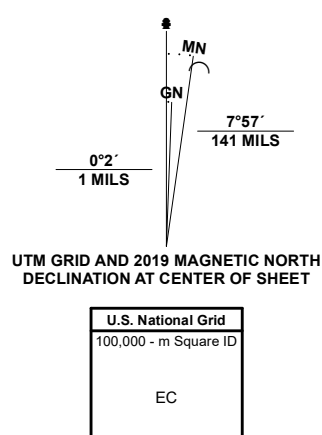 MN
GN
7°57´
141 MILS
0°2´
1 MILS
UTM GRID AND 2019 MAGNETIC NORTH
DECLINATION AT CENTER OF SHEET
U.S. National Grid
100,000 - m Square ID
EC